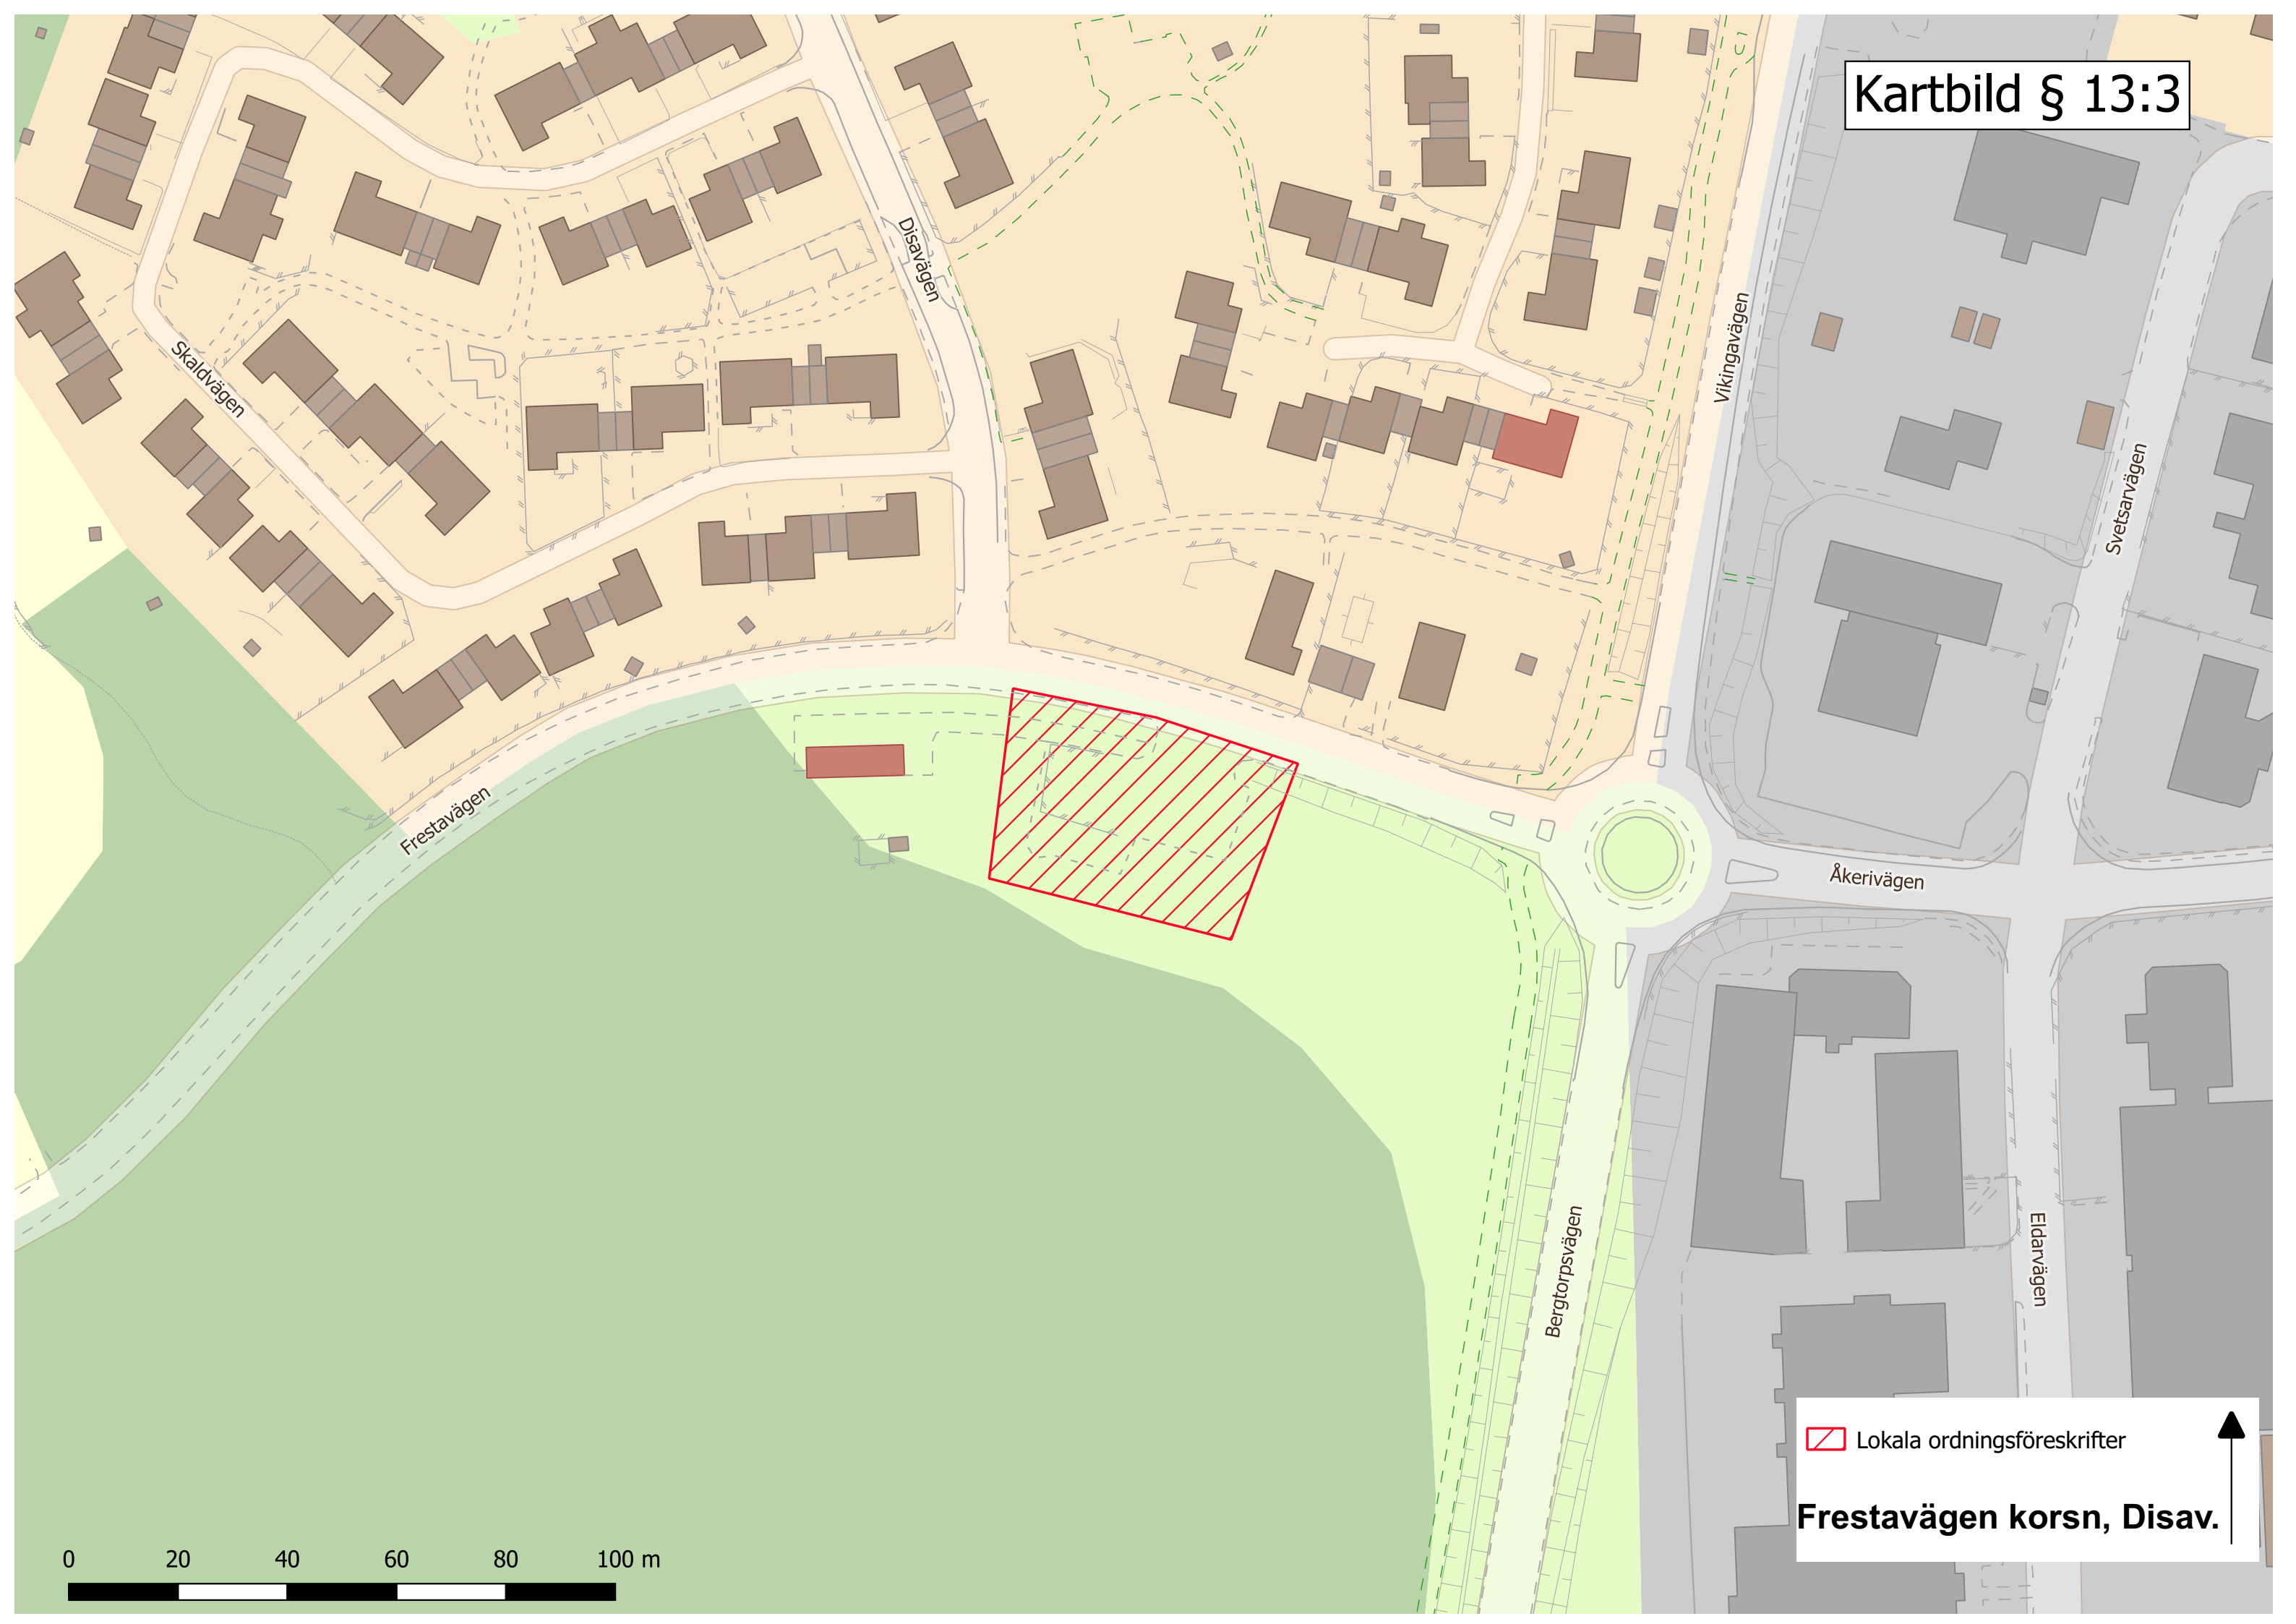 Kartbild § 13:3
Disavägen
Vikingavägen
Skaldvägen
Svetsarvägen
Frestavägen
Åkerivägen
Bergtorpsvägen
Eldarvägen
Lokala ordningsföreskrifter
Frestavägen korsn, Disav.
0 20 40 60 80 100 m